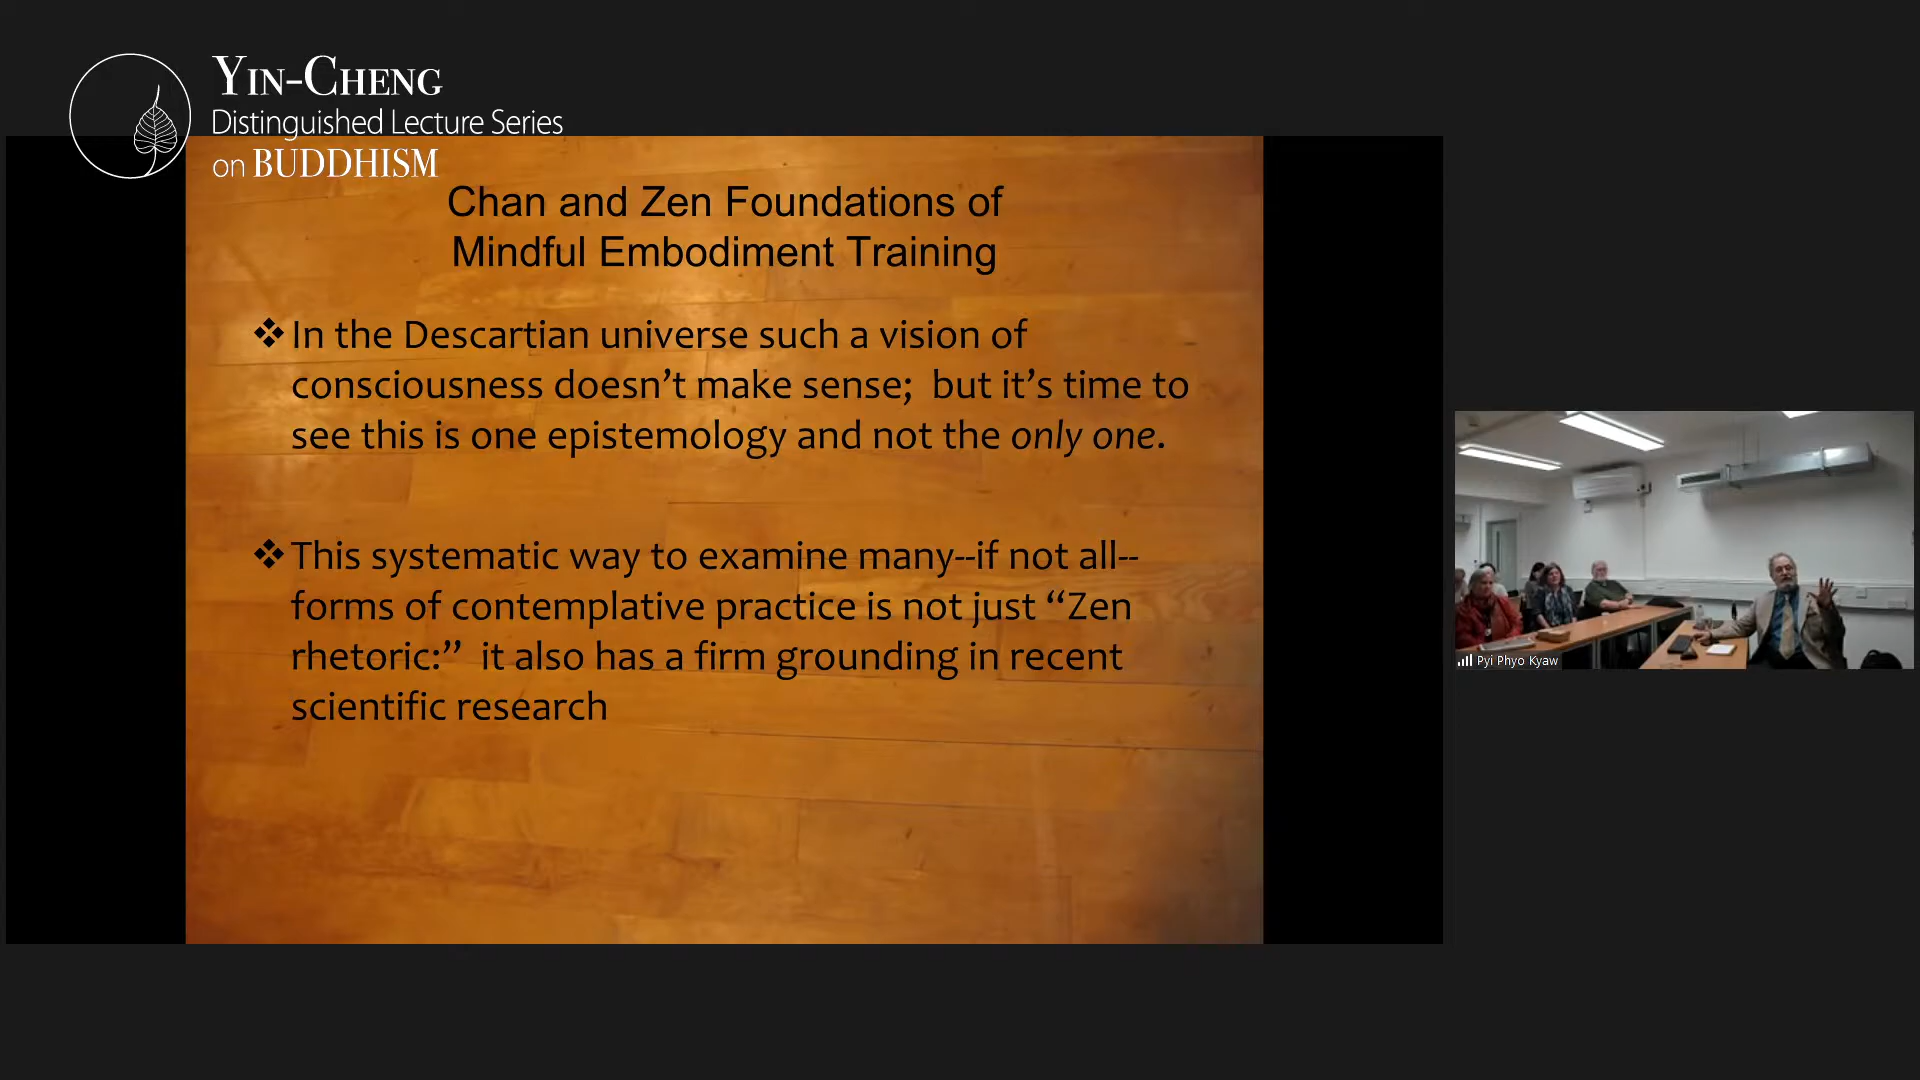 YIN-CHENG
Distinguished Lecture Series
on BUDDHISM
Chan and Zen Foundations of
Mindful Embodiment Training
❖In the Descartian universe such a vision of
consciousness doesn’t make sense;  but it’s time to
see this is one epistemology and not the only one.
❖This systematic way to examine many--if not all--
forms of contemplative practice is not just “Zen
rhetoric:”  it also has a firm grounding in recent
scientific research
Pyi Phyo Kyaw